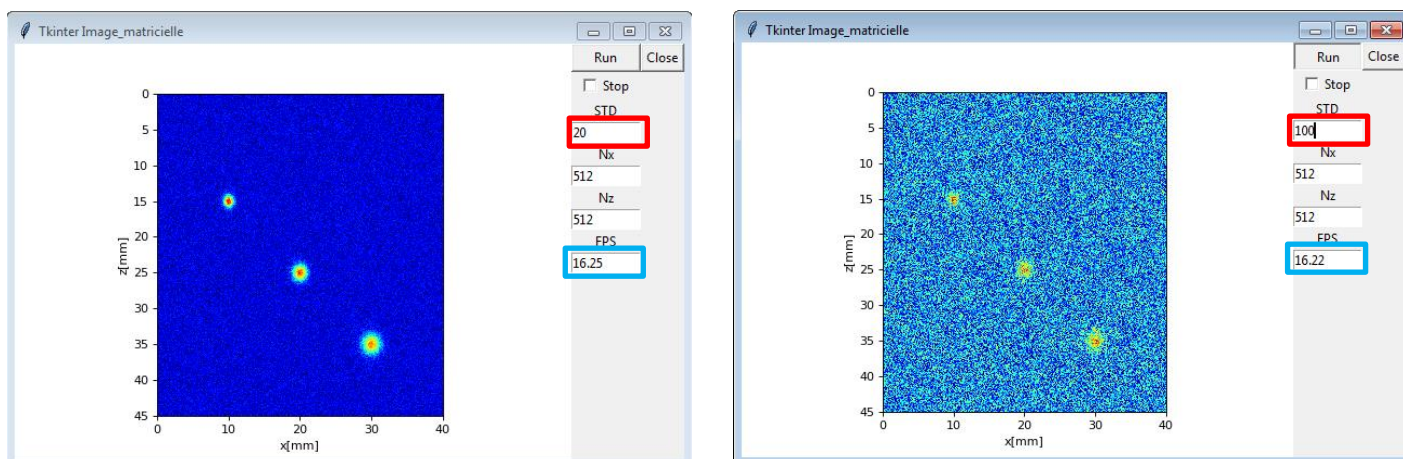 Tkinter Image_matricielle
Run
Close
Stop
STD
20
Nx
512
Nz
512
FPS
16.25
0
5
10
15
20
25
30
35
40
45
z[mm]
0
10
20
30
40
x[mm]
Tkinter Image_matricielle
Run
Close
Stop
STD
100
Nx
512
Nz
512
FPS
16.22
0
5
10
15
20
25
30
35
40
45
z[mm]
0
10
20
30
40
x[mm]